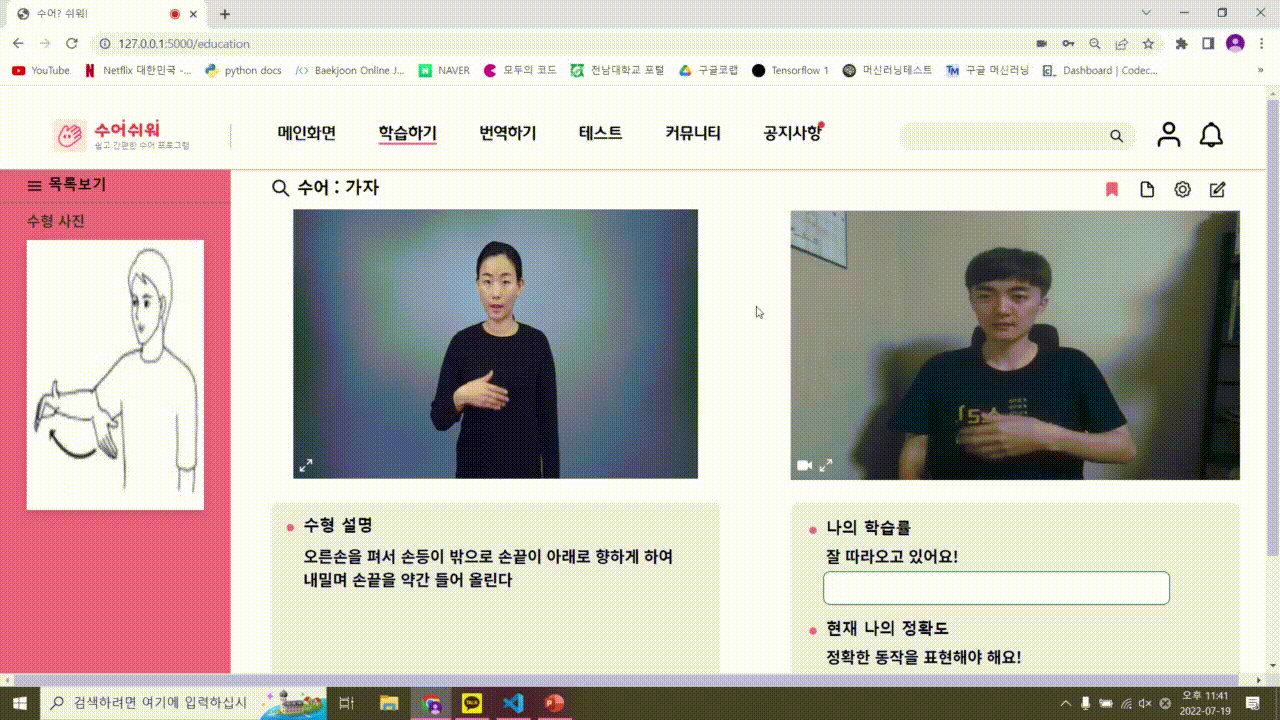 수어? 쉬워!
127.0.0.1:5000/education
YouTube
Netflix 대한민국 -...
python docs
Baekjoon Online J...
NAVER
모두의 코드
전남대학교 포털
구글코랩
Tensorflow 1
머신러닝테스트
구글 머신러닝
Dashboard | Codec...
»
수어쉬워
쉽고 간편한 수어 프로그램
메인화면
학습하기
번역하기
테스트
커뮤니티
공지사항
목록보기
수어 : 가자
수형 사진
수형 설명
오른손을 펴서 손등이 밖으로 손끝이 아래로 향하게 하여
내밀며 손끝을 약간 들어 올린다
나의 학습률
잘 따라오고 있어요!
현재 나의 정확도
정확한 동작을 표현해야 해요!
검색하려면 여기에 입력하십시
TALK
오후 11:41
2022-07-19